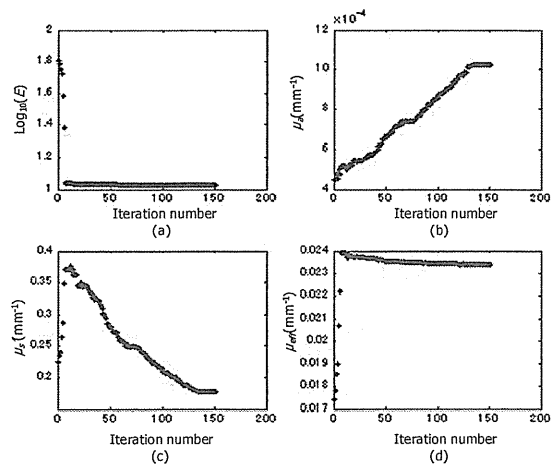 2
1.8
1.6
1.4
1.2
1
Log10(E)
0 50 100 150 200
Iteration number
(a)
×10-4
12
10
8
6
4
μa(mm-1)
0 50 100 150 200
Iteration number
(b)
0.4
0.35
0.3
0.25
0.2
μs(mm-1)
0 50 100 150 200
Iteration number
(c)
0.024
0.023
0.022
0.021
0.020
0.019
0.018
0.017
μeff(mm-1)
0 50 100 150 200
Iteration number
(d)